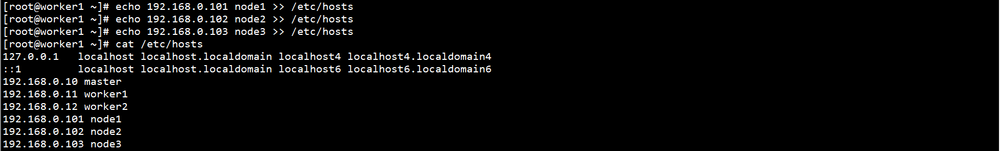 [root@worker1 ~]# echo 192.168.0.101 node1 >> /etc/hosts
[root@worker1 ~]# echo 192.168.0.102 node2 >> /etc/hosts
[root@worker1 ~]# echo 192.168.0.103 node3 >> /etc/hosts
[root@worker1 ~]# cat /etc/hosts
127.0.0.1   localhost localhost.localdomain localhost4 localhost4.localdomain4
::1         localhost localhost.localdomain localhost6 localhost6.localdomain6
192.168.0.10 master
192.168.0.11 worker1
192.168.0.12 worker2
192.168.0.101 node1
192.168.0.102 node2
192.168.0.103 node3